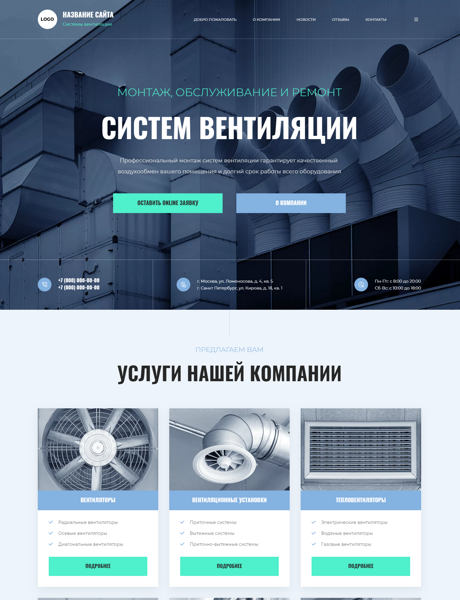 LOGO
НАЗВАНИЕ САЙТА
Системы вентиляции
ДОБРО ПОЖАЛОВАТЬ
О КОМПАНИИ
НОВОСТИ
ОТЗЫВЫ
КОНТАКТЫ
МОНТАЖ, ОБСЛУЖИВАНИЕ И РЕМОНТ
СИСТЕМ ВЕНТИЛЯЦИИ
Профессиональный монтаж систем вентиляции гарантирует качественный
воздухообмен вашего помещения и долгий срок работы всего оборудования
ОСТАВИТЬ ONLINE ЗАЯВКУ
О КОМПАНИИ
+7 (800) 000-00-00
+7 (800) 000-00-00
г. Москва, ул. Ломоносова, д. 4, кв. 5
г. Санкт Петербург, ул. Кирова, д. 18, кв. 1
Пн-Пт: с 8:00 до 20:00
Сб-Вс: с 10:00 до 18:00
ПРЕДЛАГАЕМ ВАМ
УСЛУГИ НАШЕЙ КОМПАНИИ
ВЕНТИЛЯТОРЫ
Радиальные вентиляторы
Осевые вентиляторы
Диагональные вентиляторы
ПОДРОБНЕЕ
ВЕНТИЛЯЦИОННЫЕ УСТАНОВКИ
Приточные системы
Вытяжные системы
Приточно-вытяжные системы
ПОДРОБНЕЕ
ТЕПЛОВЕНТИЛЯТОРЫ
Электрические вентиляторы
Водяные вентиляторы
Газовые вентиляторы
ПОДРОБНЕЕ